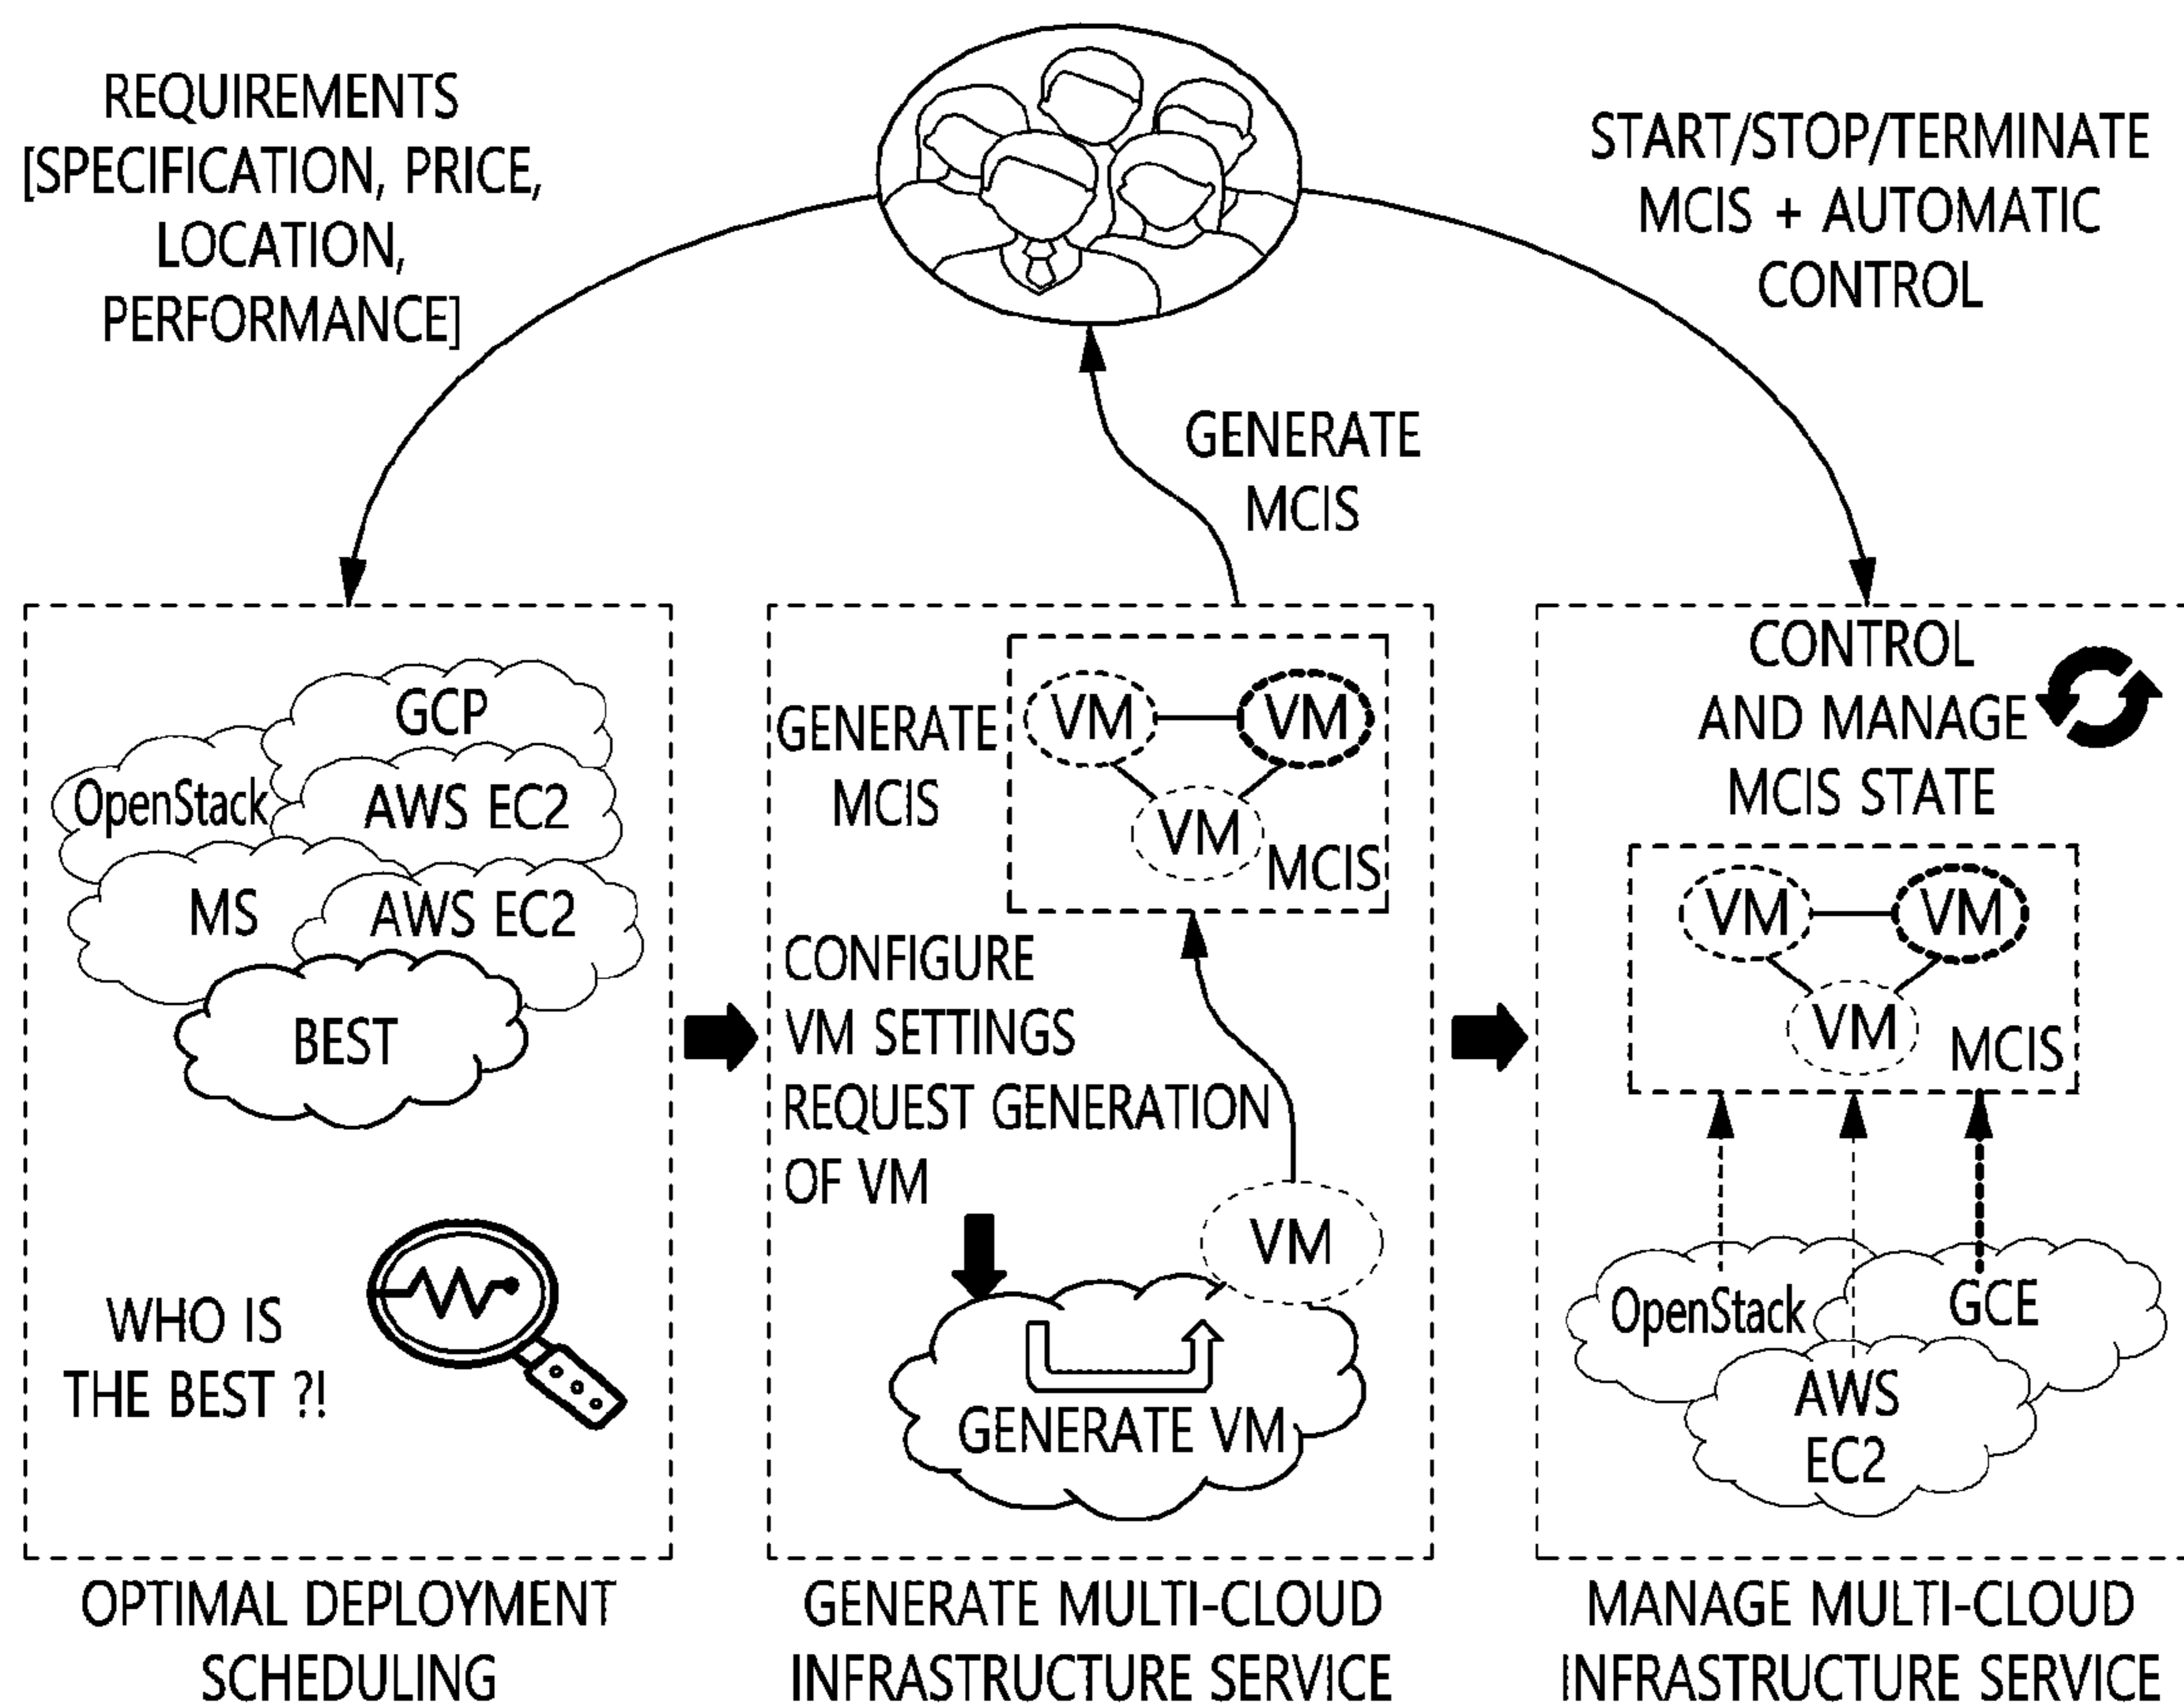 REQUIREMENTS
[SPECIFICATION, PRICE,
LOCATION,
PERFORMANCE]
START/STOP/TERMINATE
MCIS + AUTOMATIC
CONTROL
GENERATE
MCIS
GCP
OpenStack
AWS EC2
MS
AWS EC2
BEST
WHO IS
THE BEST ?!
OPTIMAL DEPLOYMENT
SCHEDULING
GENERATE
MCIS
VM
VM
VM
MCIS
CONFIGURE
VM SETTINGS
REQUEST GENERATION
OF VM
VM
GENERATE VM
GENERATE MULTI-CLOUD
INFRASTRUCTURE SERVICE
CONTROL
AND MANAGE
MCIS STATE
VM
VM
VM
MCIS
OpenStack
GCE
AWS
EC2
MANAGE MULTI-CLOUD
INFRASTRUCTURE SERVICE